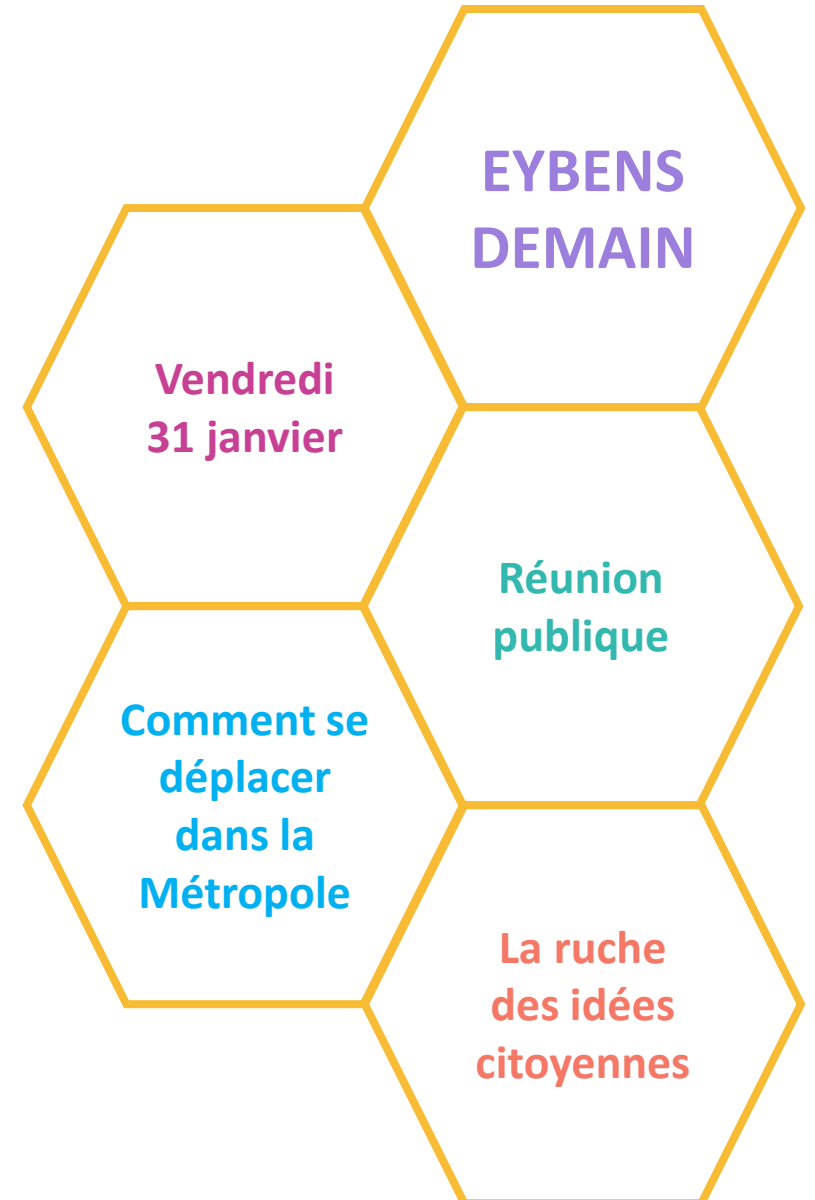 EYBENS
DEMAIN
Vendredi
31 janvier
Réunion
publique
Comment se
déplacer
dans la
Métropole
La ruche
des idées
citoyennes